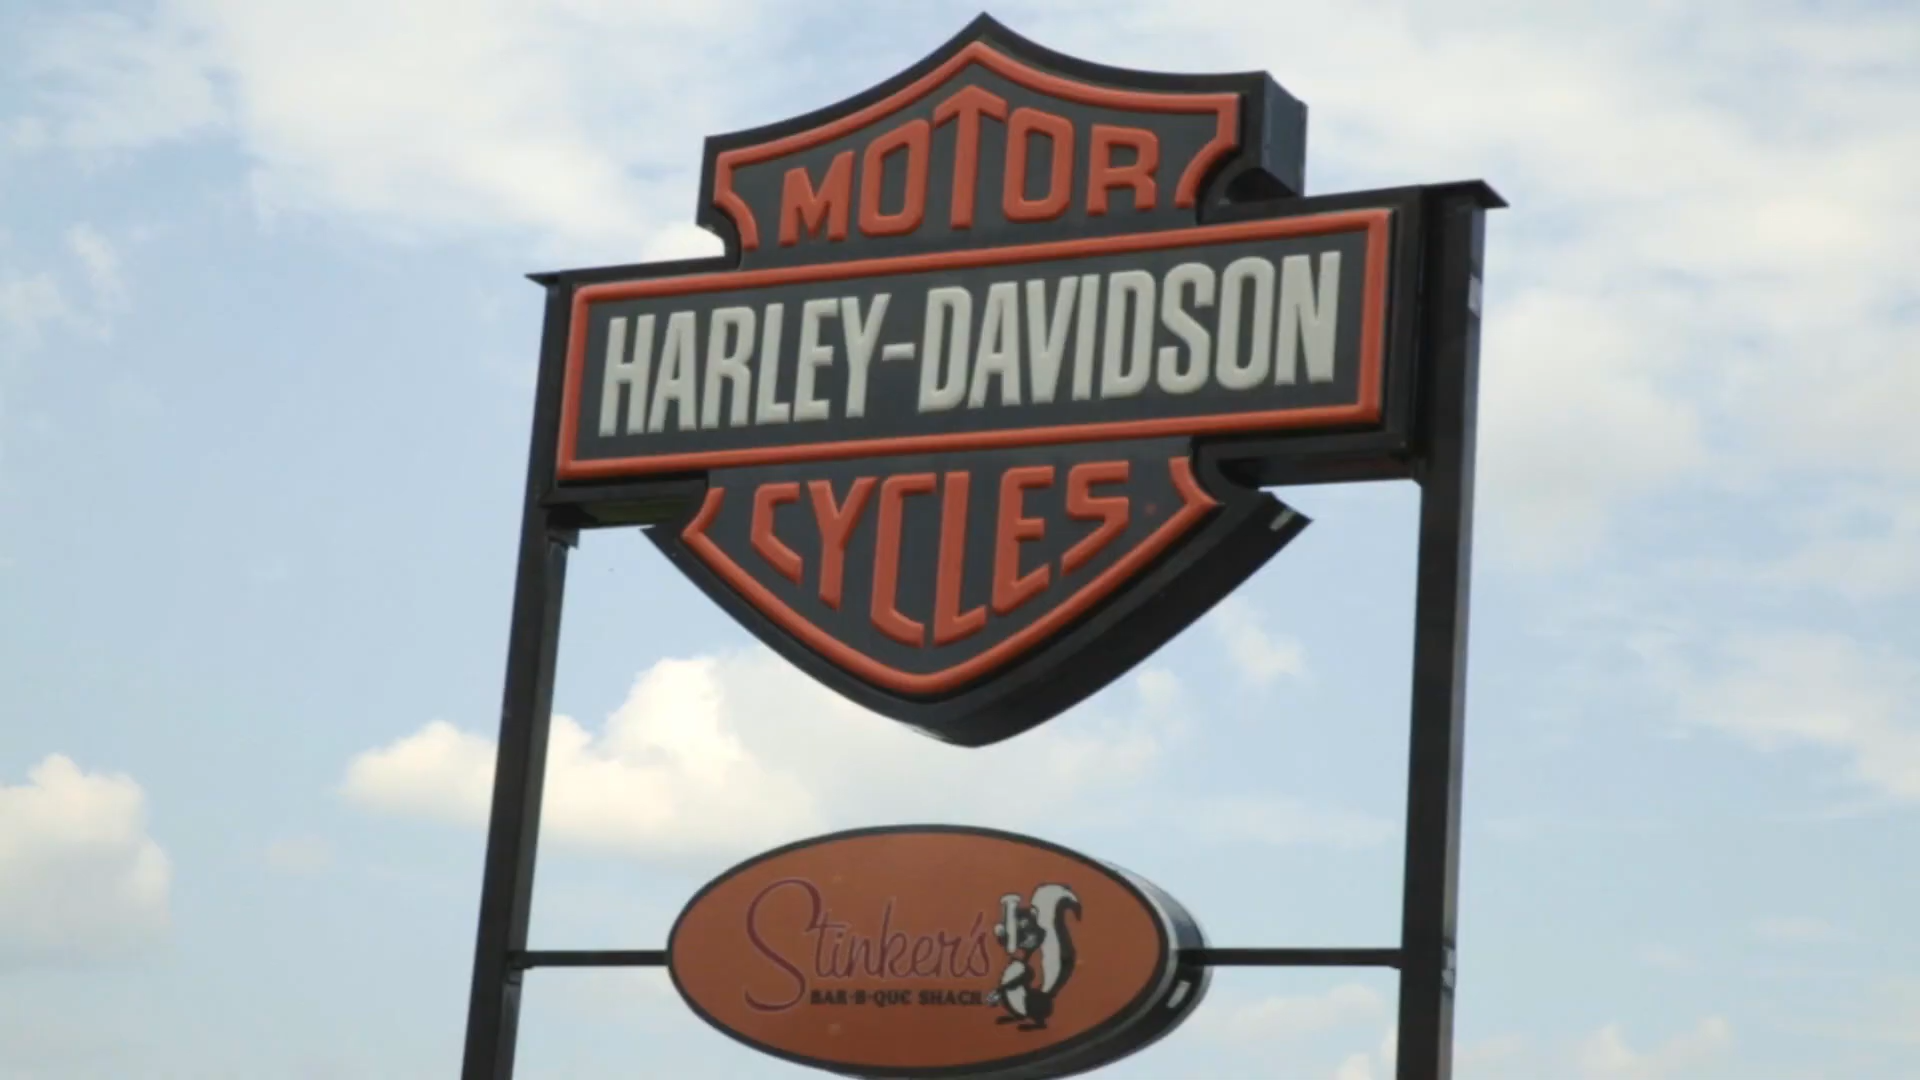 MOTOR
HARLEY-DAVIDSON
CYCLES
Stinker's
BAR-B-QUE SHACK